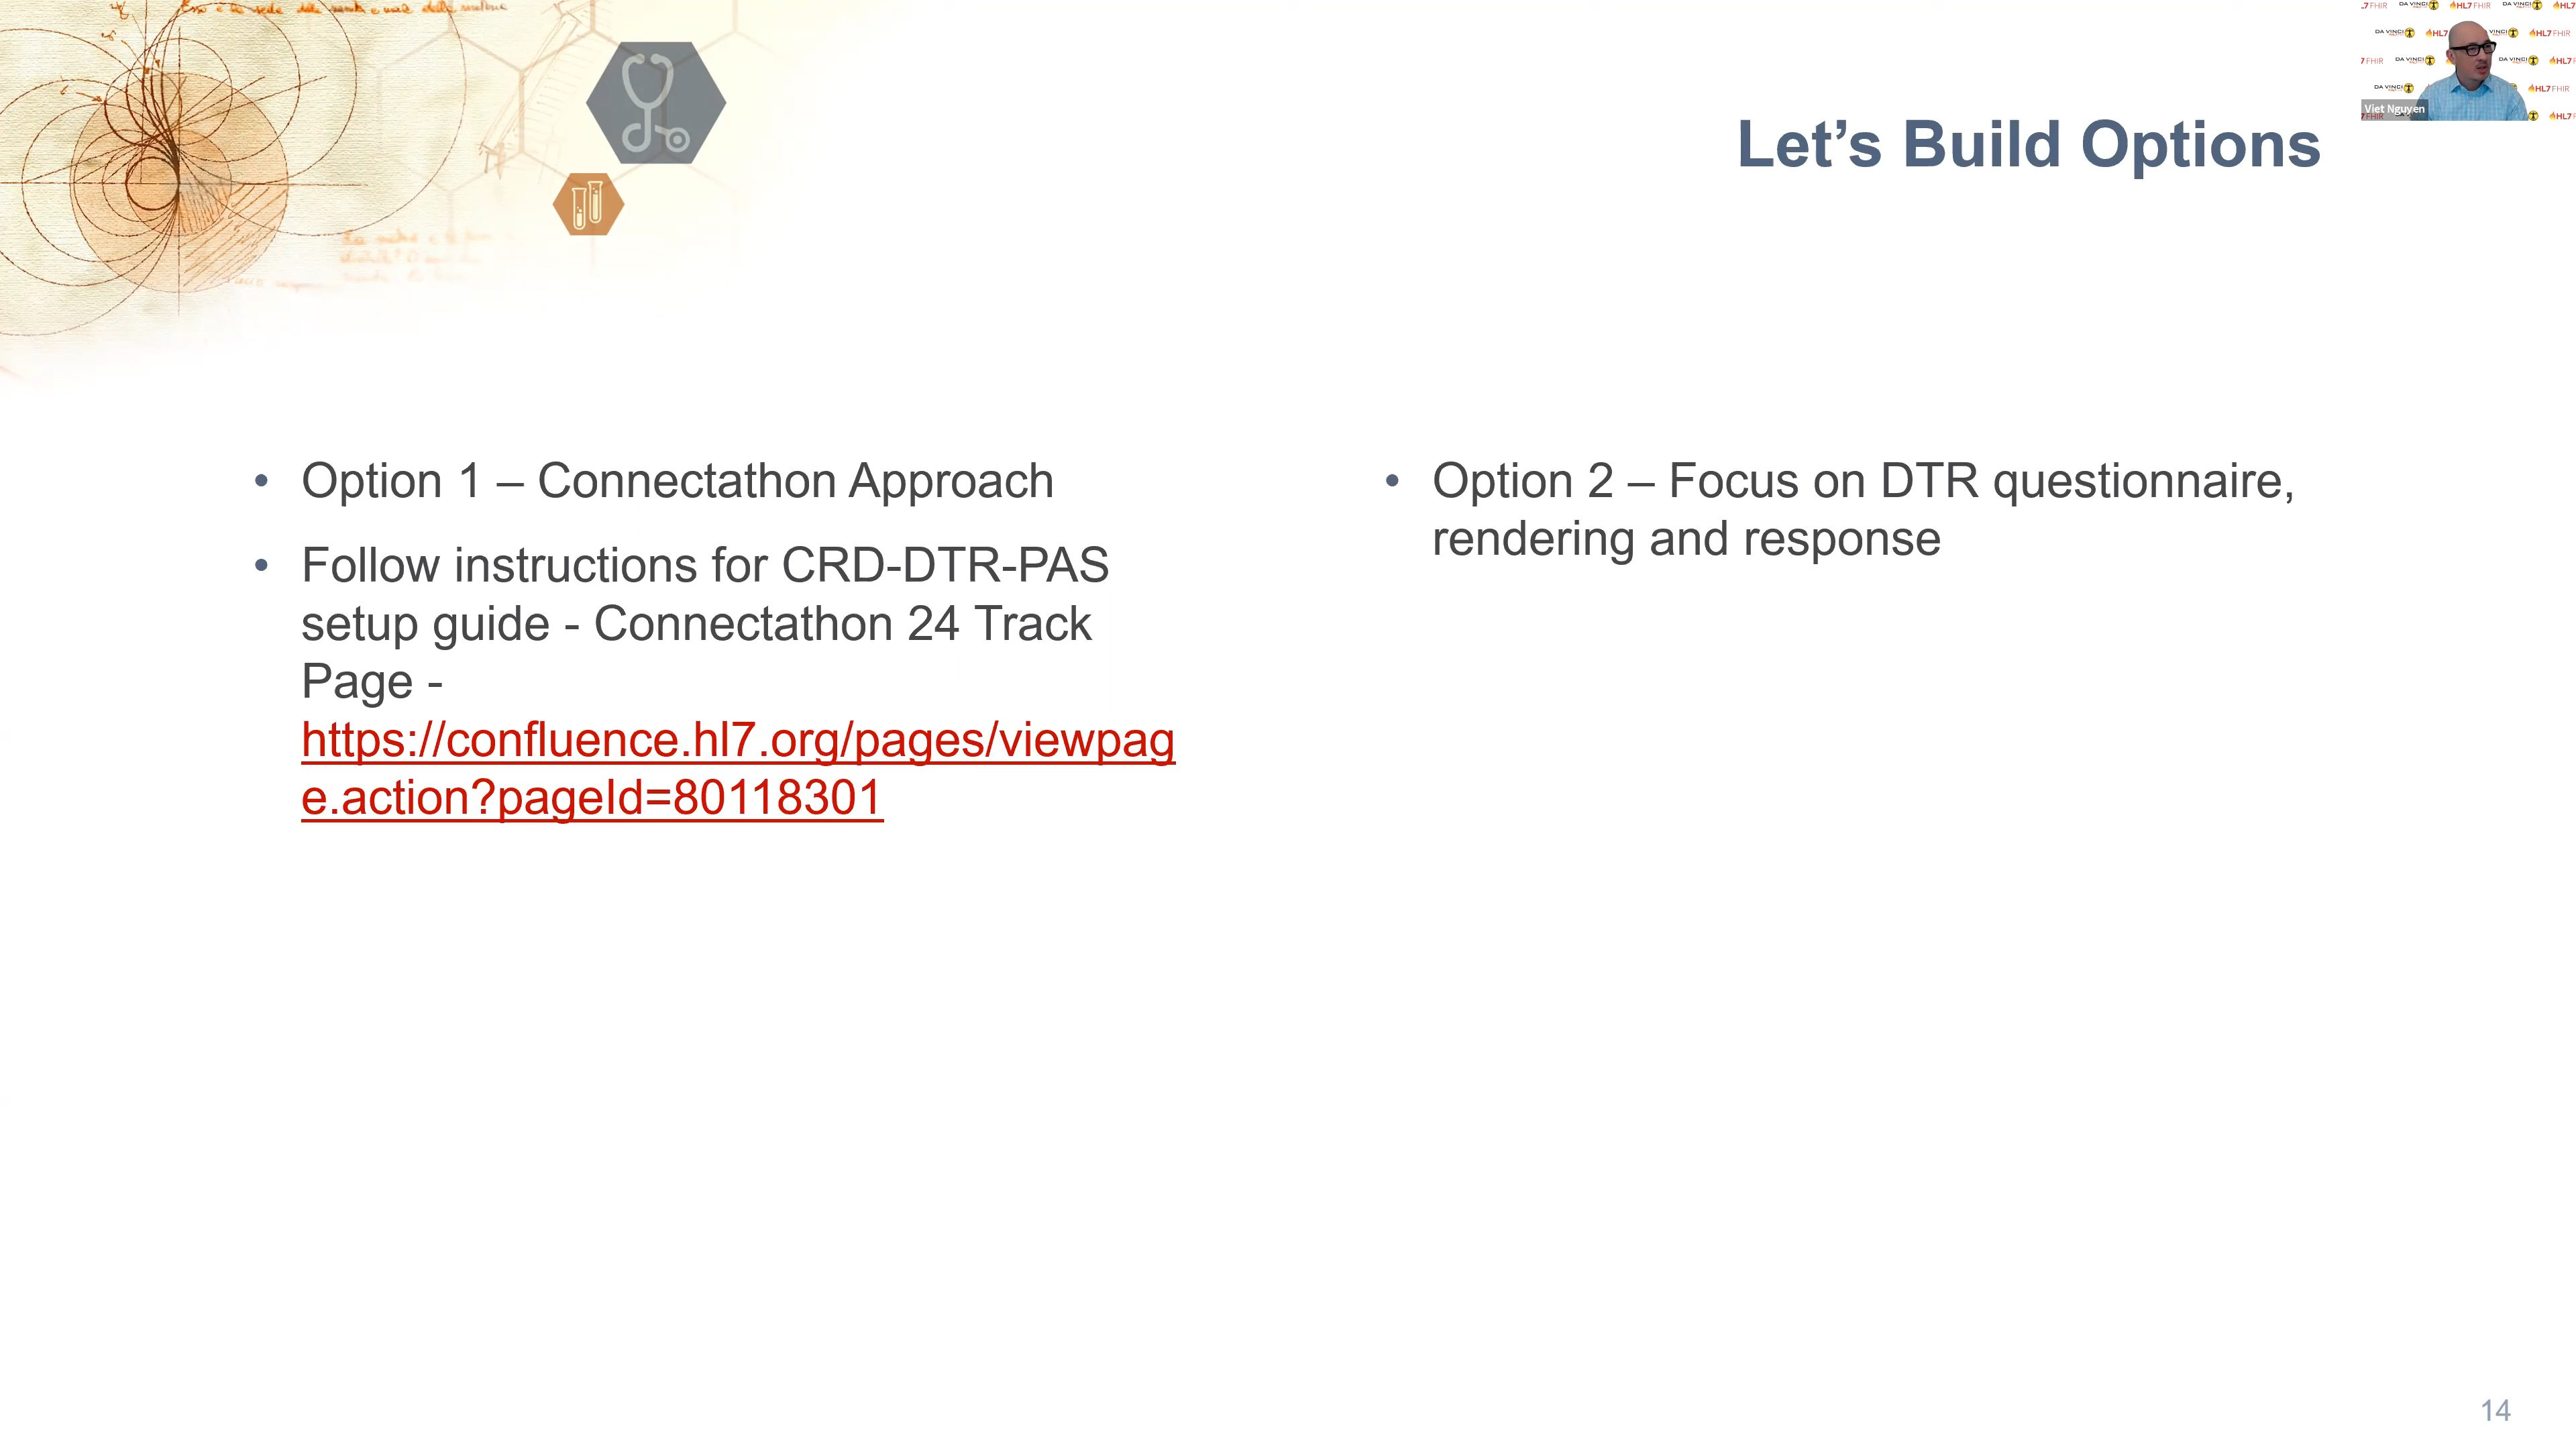 Let's Build Options
Viet Nguyen
• Option 1 – Connectathon Approach
• Follow instructions for CRD-DTR-PAS
setup guide - Connectathon 24 Track
Page -
https://confluence.hl7.org/pages/viewpag
e.action?pageId=80118301
• Option 2 – Focus on DTR questionnaire,
rendering and response
14